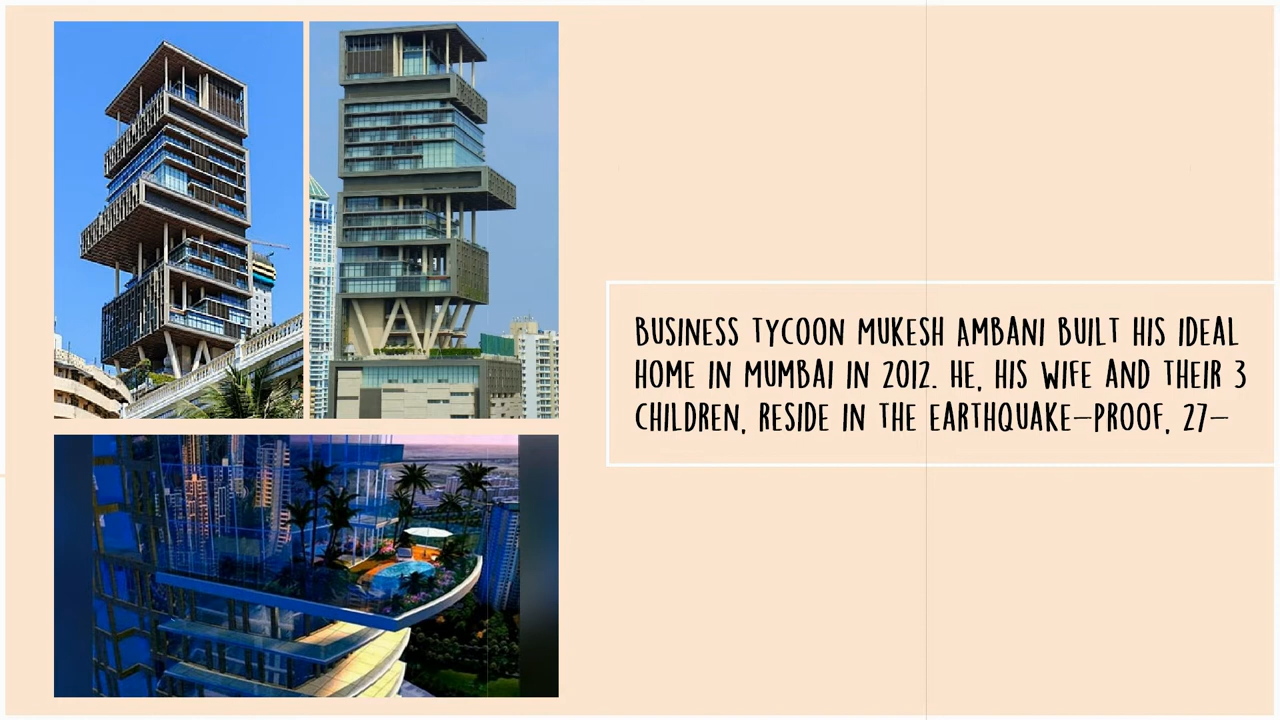 BUSINESS TYCOON MUKESH AMBANI BUILT HIS IDEAL
HOME IN MUMBAI IN 2012. HE, HIS WIFE AND THEIR 3
CHILDREN, RESIDE IN THE EARTHQUAKE-PROOF, 27-